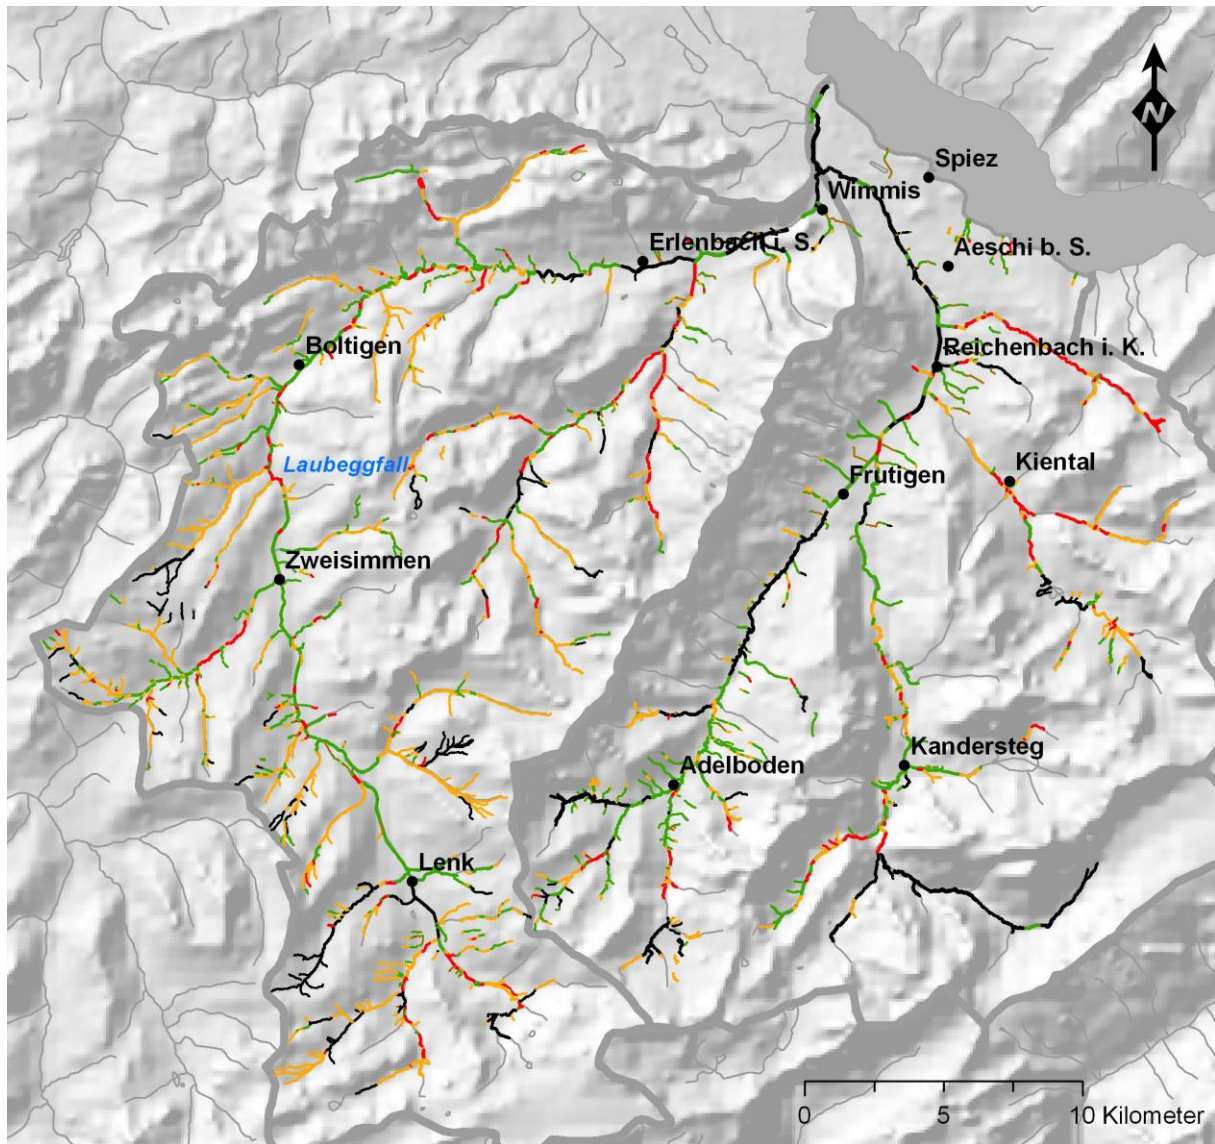 N
Spiez
Wimmis
Erlenbach i. S.
Aeschi b. S.
Boltigen
Reichenbach i. K.
Laubeggfall
Kiental
Frutigen
Zweisimmen
Kandersteg
Adelboden
Lenk
0 5 10 Kilometer